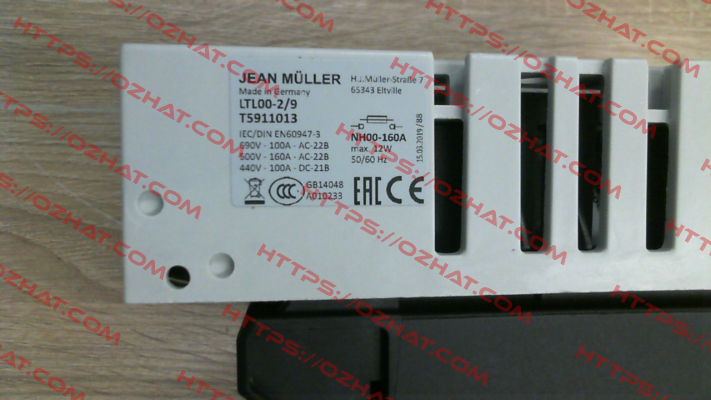 JEAN MÜLLER
H.J.Müller-Straße 7
Made in Germany
65343 Eltville
LTL00-2/9
T5911013
IEC/DIN EN60947-3
690V - 100A - AC-22B
500V - 160A - AC-22B
440V - 100A - DC-21B
NH00-160A
max. 12W
50/60 Hz
15.03.2019/88
GB14048
A010233
EAC CE
HTTPS://OZHAT.COM